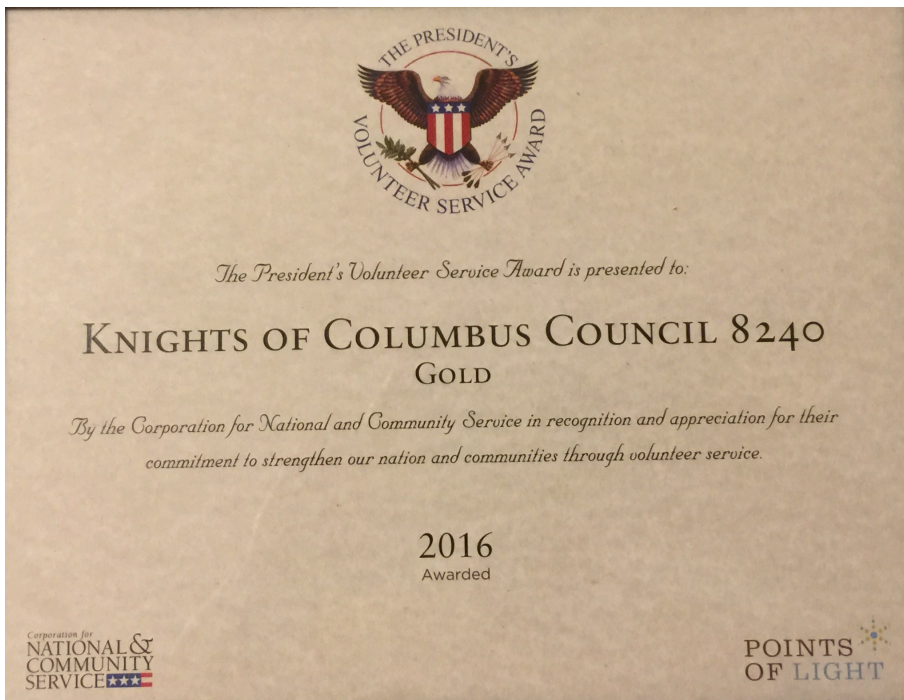 THE PRESIDENT'S
VOLUNTEER SERVICE AWARD
The President's Volunteer Service Award is presented to:
KNIGHTS OF COLUMBUS COUNCIL 8240
GOLD
By the Corporation for National and Community Service in recognition and appreciation for their
commitment to strengthen our nation and communities through volunteer service.
2016
Awarded
Corporation for
NATIONAL &
COMMUNITY
SERVICE
POINTS
OF LIGHT